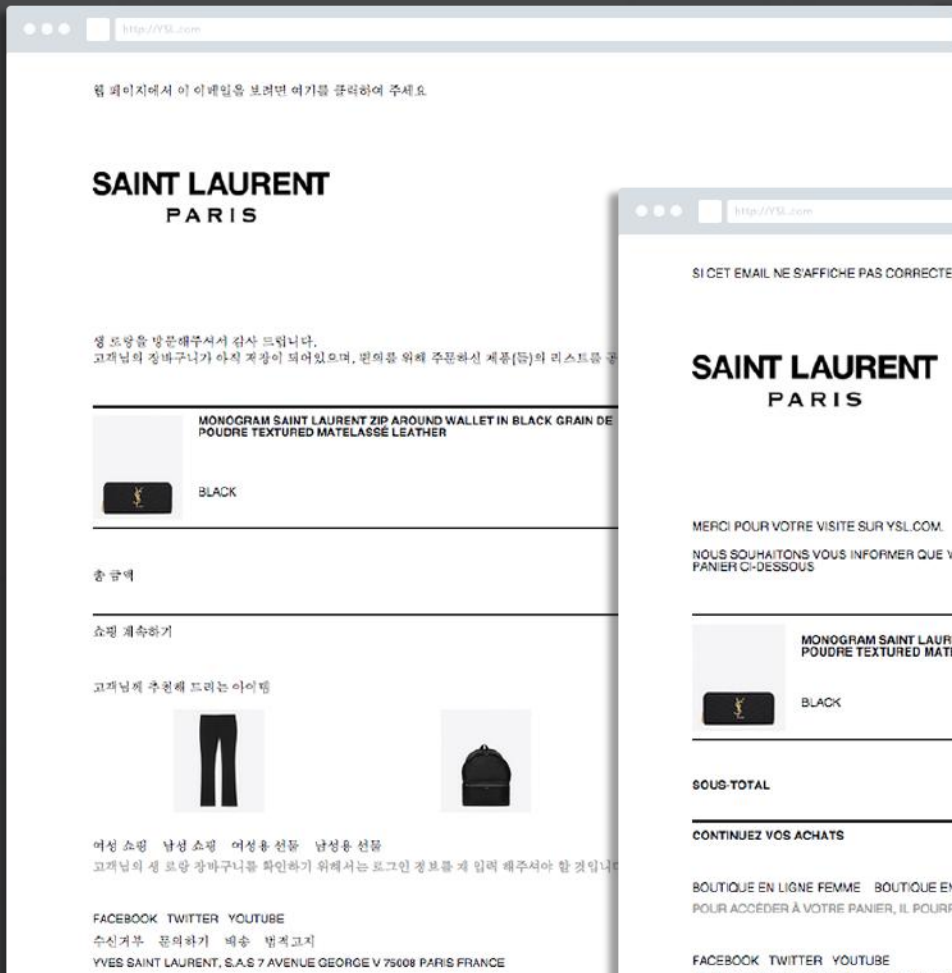 http://YSL.com
웹 페이지에서 이 이메일을 보려면 여기를 클릭하여 주세요
SAINT LAURENT
PARIS
생 로랑을 방문해주셔서 감사 드립니다.
고객님의 장바구니가 아직 저장이 되어있으며, 편의를 위해 주문하신 제품(들)의 리스트를
MONOGRAM SAINT LAURENT ZIP AROUND WALLET IN BLACK GRAIN DE
POUDRE TEXTURED MATELASSÉ LEATHER
BLACK
총 금액
쇼핑 계속하기
고객님께 추천해 드리는 아이템
여성 쇼핑 남성 쇼핑 여성용 선물 남성용 선물
고객님의 생 로랑 장바구니를 확인하기 위해서는 로그인 정보를 재 입력 해주셔야 할 것입니다
FACEBOOK TWITTER YOUTUBE
수신거부 문의하기 배송 법적고지
YVES SAINT LAURENT, S.A.S 7 AVENUE GEORGE V 75008 PARIS FRANCE
http://YSL.com
SI CET EMAIL NE S'AFFICHE PAS CORRECTE
SAINT LAURENT
PARIS
MERCI POUR VOTRE VISITE SUR YSL.COM.
NOUS SOUHAITONS VOUS INFORMER QUE V
PANIER CI-DESSOUS
MONOGRAM SAINT LAUR
POUDRE TEXTURED MAT
BLACK
SOUS-TOTAL
CONTINUEZ VOS ACHATS
BOUTIQUE EN LIGNE FEMME BOUTIQUE EN
POUR ACCÉDER À VOTRE PANIER, IL POURR
FACEBOOK TWITTER YOUTUBE